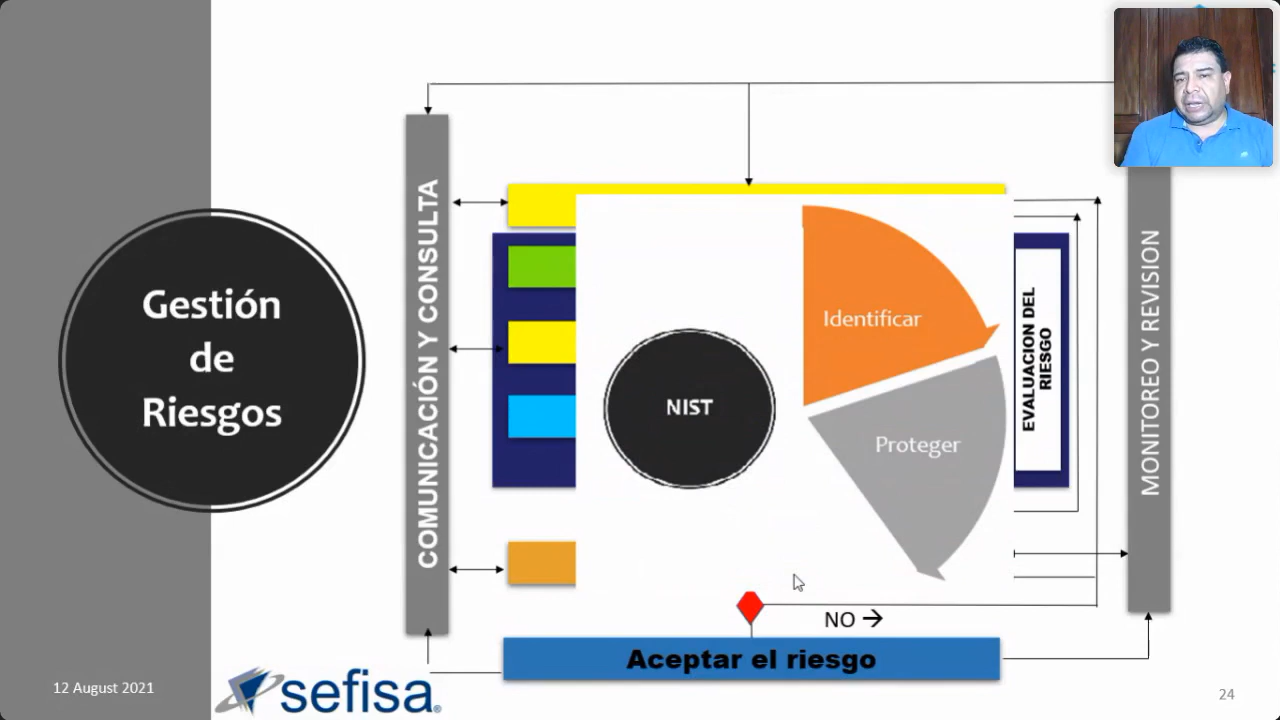 Gestión
de
Riesgos
COMUNICACIÓN Y CONSULTA
Identificar
NIST
Proteger
EVALUACION DEL
RIESGO
MONITOREO Y REVISION
NO →
Aceptar el riesgo
12 August 2021
sefisa®
24